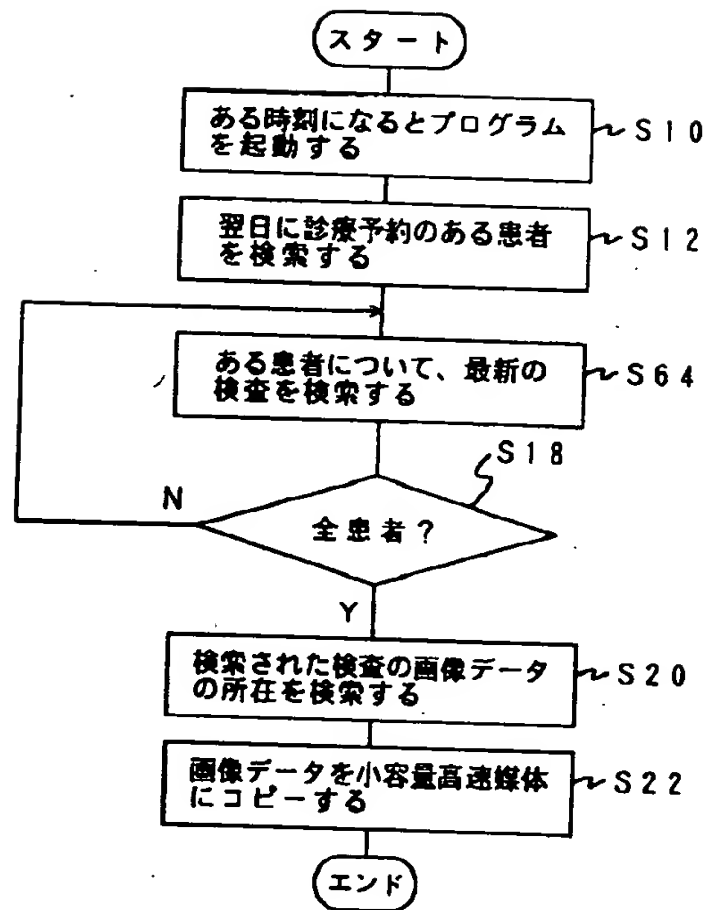 スタート
ある時刻になるとプログラム
を起動する
S10
翌日に診療予約のある患者
を検索する
S12
ある患者について、最新の
検査を検索する
S64
S18
全患者?
N
Y
検索された検査の画像データ
の所在を検索する
S20
画像データを小容量高速媒体
にコピーする
S22
エンド